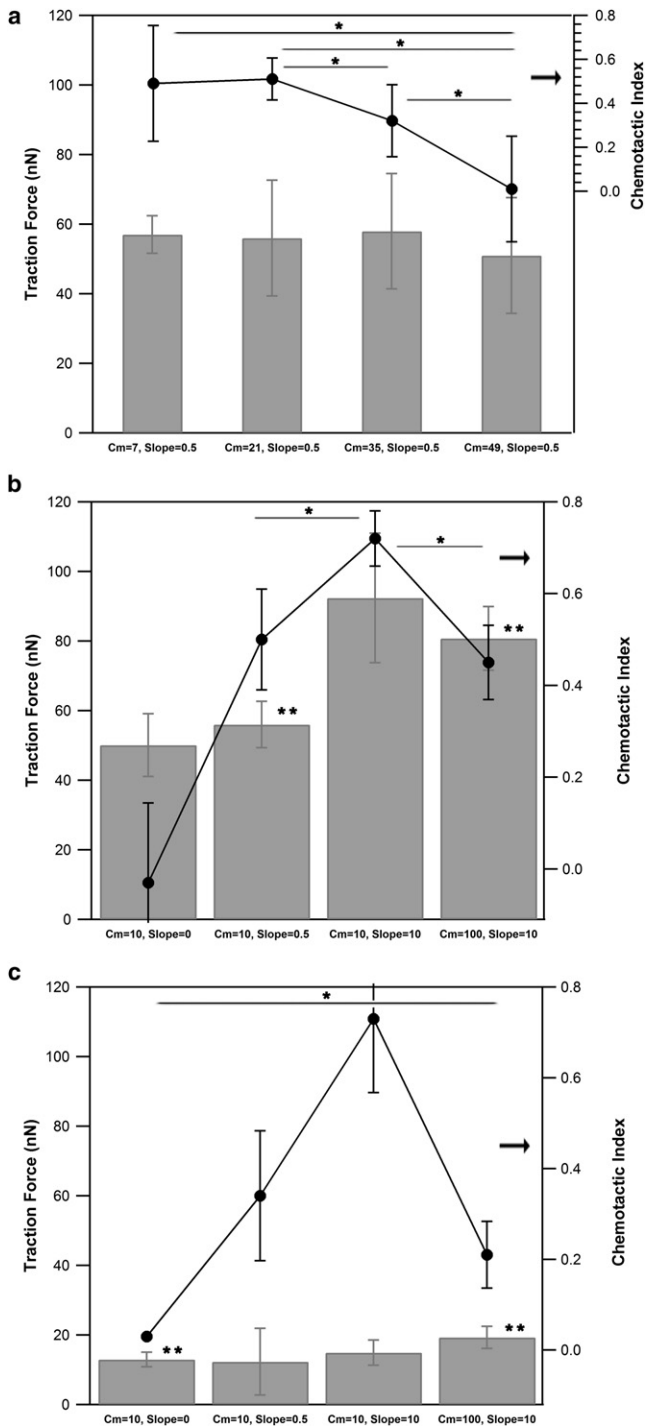 a
*
*
*
*
120
100
80
60
40
20
0
Traction Force (nN)
0.8
0.6
0.4
0.2
0.0
Chemotactic Index
Cm=7, Slope=0.5
Cm=21, Slope=0.5
Cm=35, Slope=0.5
Cm=49, Slope=0.5
b
*
*
**
**
120
100
80
60
40
20
0
Traction Force (nN)
0.8
0.6
0.4
0.2
0.0
Chemotactic Index
Cm=10, Slope=0
Cm=10, Slope=0.5
Cm=10, Slope=10
Cm=100, Slope=10
c
*
**
**
120
100
80
60
40
20
0
Traction Force (nN)
0.8
0.6
0.4
0.2
0.0
Chemotactic Index
Cm=10, Slope=0
Cm=10, Slope=0.5
Cm=10, Slope=10
Cm=100, Slope=10